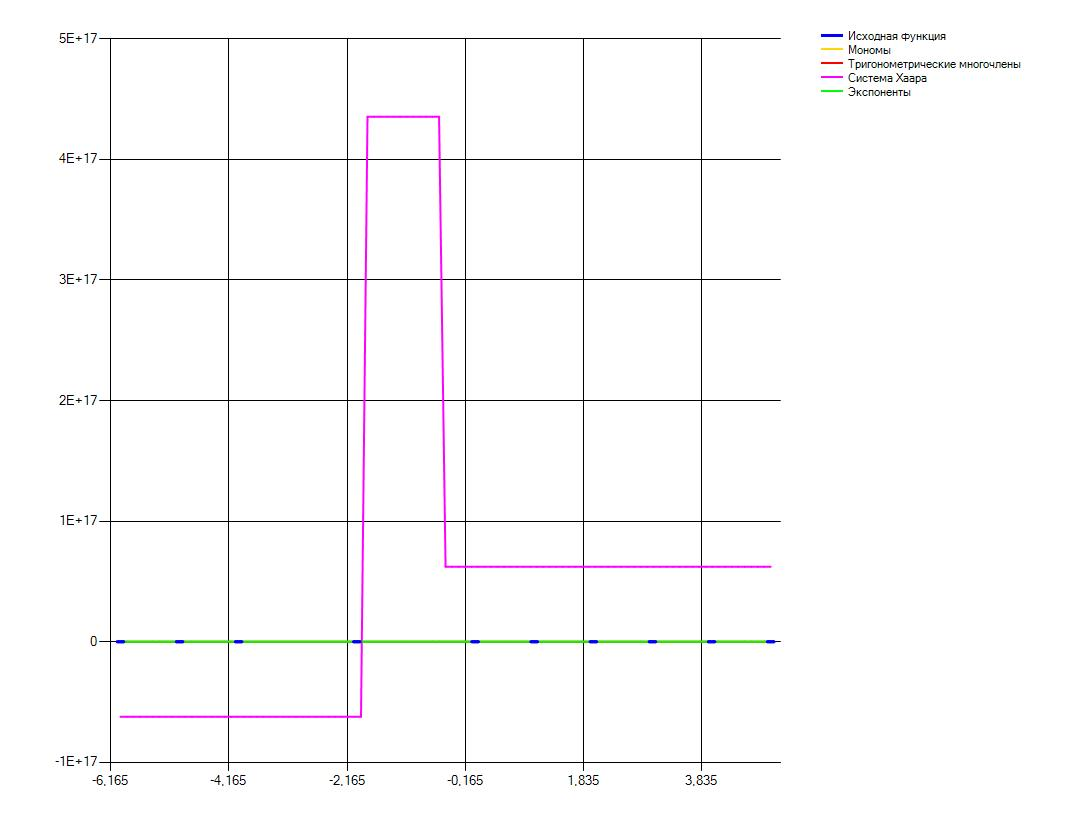 5E+17
4E+17
3E+17
2E+17
1E+17
0
-1E+17
-6,165
-4,165
-2,165
-0,165
1,835
3,835
Исходная функция
Мономы
Тригонометрические многочлены
Система Хаара
Экспоненты